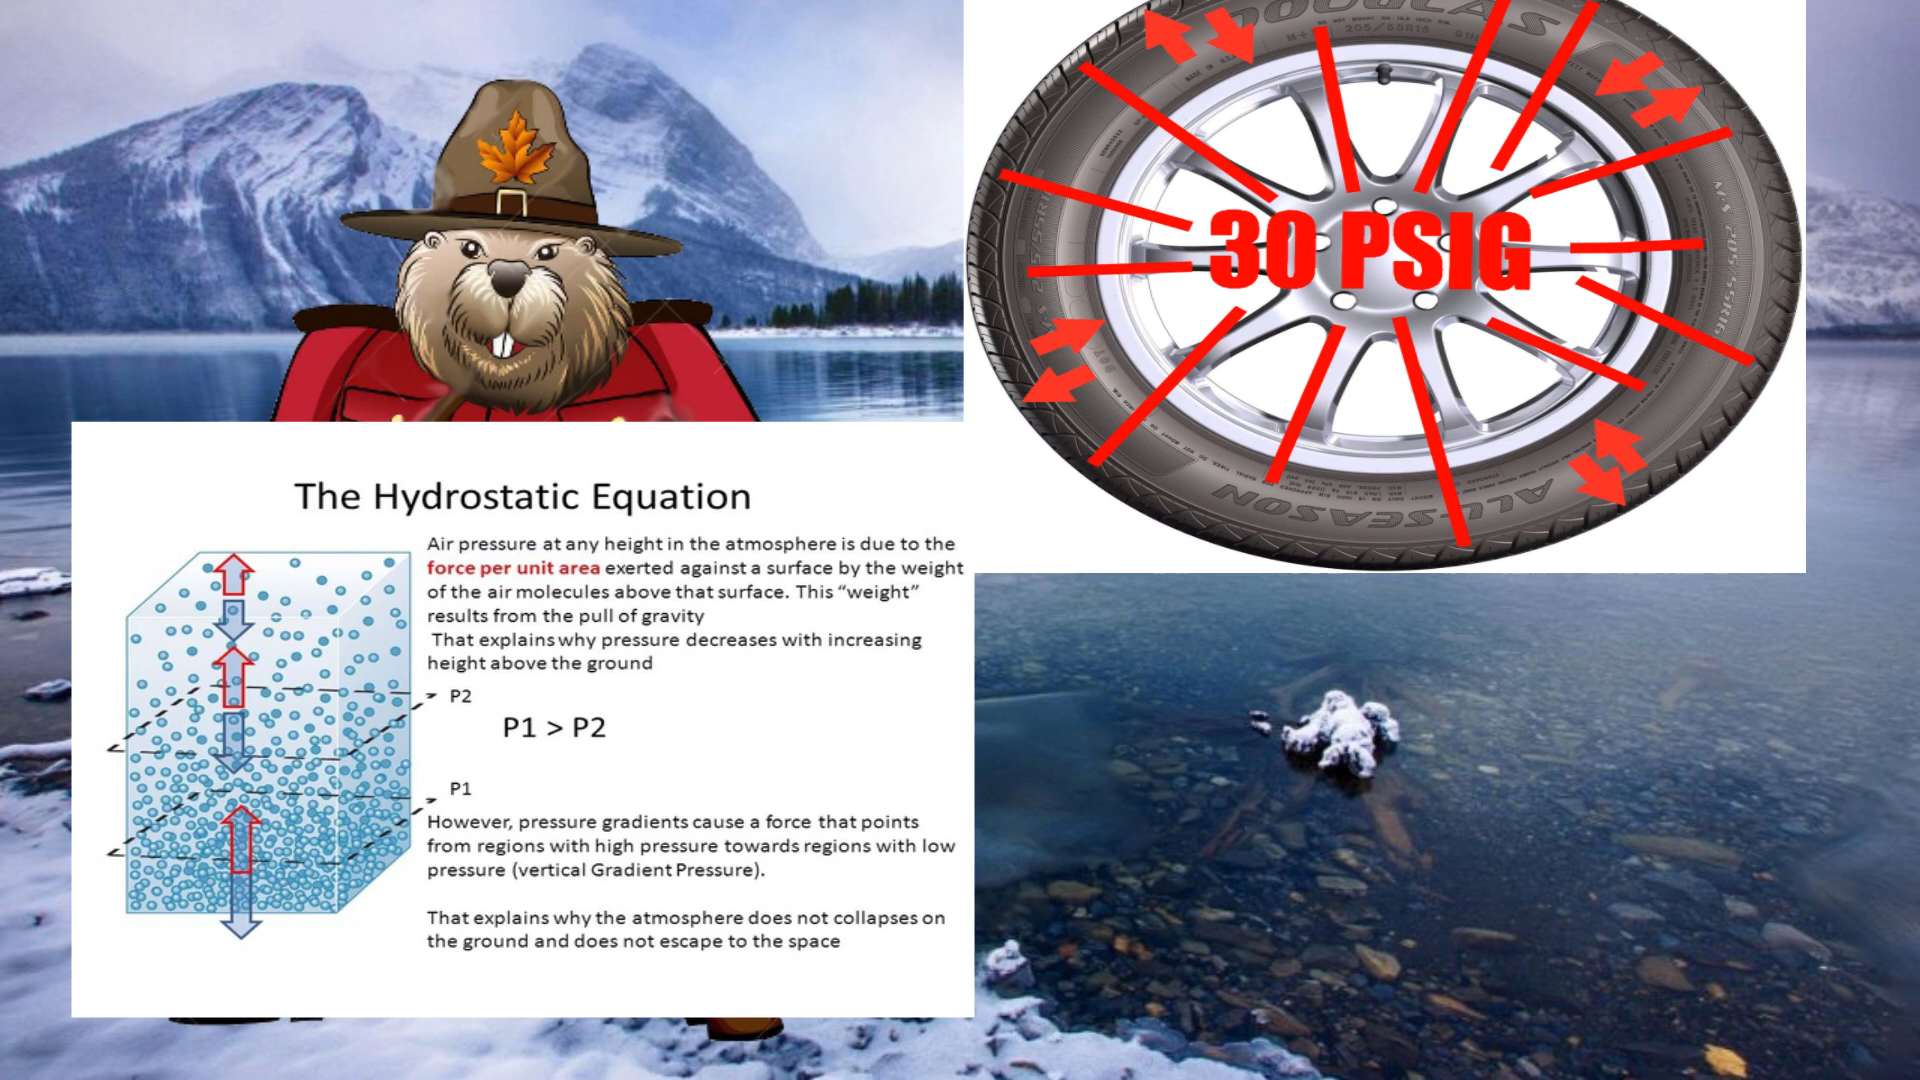 DOUGLAS
205/55R16
30 PSIG
M+S 205/55R16
ALL-SEASON
The Hydrostatic Equation
Air pressure at any height in the atmosphere is due to the
force per unit area exerted against a surface by the weight
of the air molecules above that surface. This “weight”
results from the pull of gravity
That explains why pressure decreases with increasing
height above the ground
P2
P1 > P2
P1
However, pressure gradients cause a force that points
from regions with high pressure towards regions with low
pressure (vertical Gradient Pressure).
That explains why the atmosphere does not collapses on
the ground and does not escape to the space